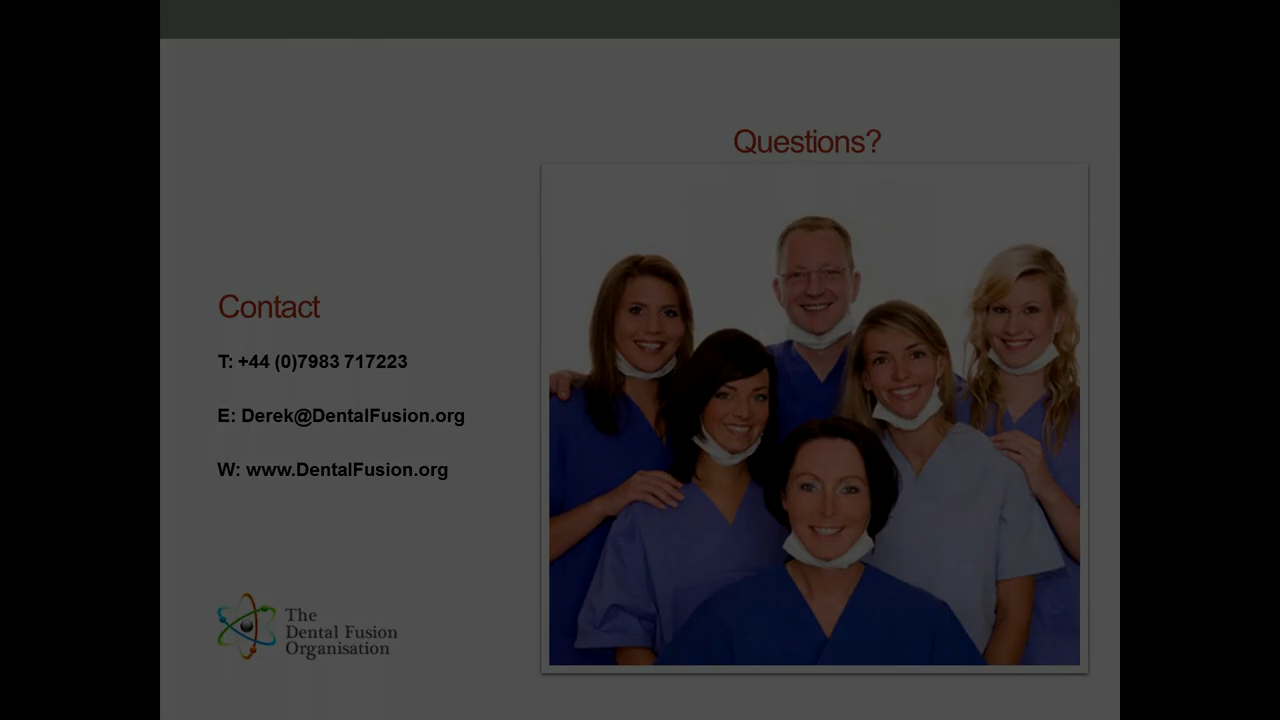 Questions?
Contact
T: +44 (0)7983 717223
E: Derek@DentalFusion.org
W: www.DentalFusion.org
The
Dental Fusion
Organisation